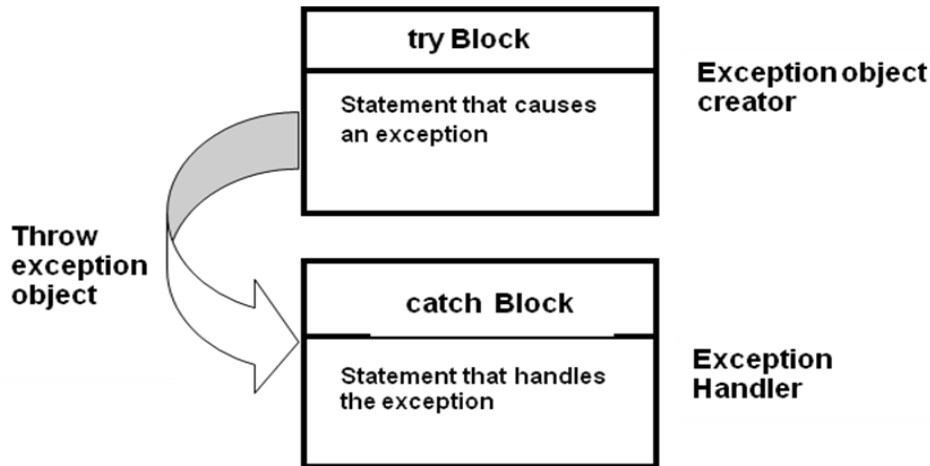 try Block
Statement that causes
an exception
Exception object
creator
Throw
exception
object
catch Block
Statement that handles
the exception
Exception
Handler